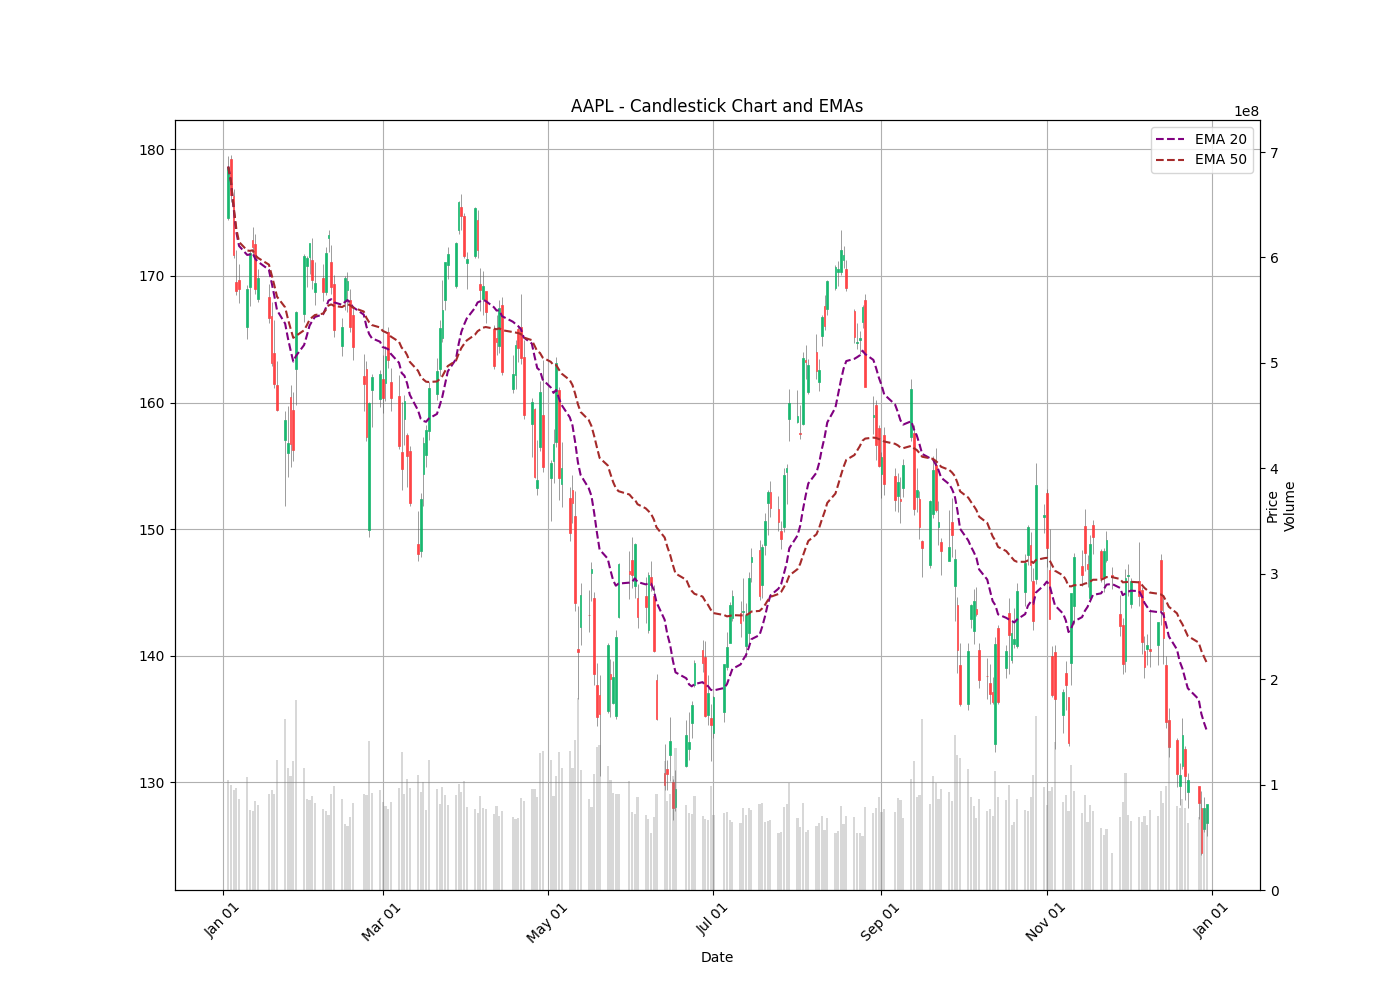 AAPL - Candlestick Chart and EMAs
1e8
EMA 20
EMA 50
180
170
160
150
140
130
7
6
5
4
3
2
1
0
Price
Volume
Jan 01
Mar 01
May 01
Jul 01
Sep 01
Nov 01
Jan 01
Date